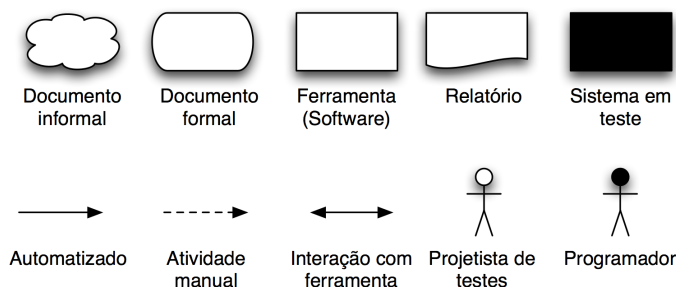 Documento informal
Documento formal
Ferramenta (Software)
Relatório
Sistema em teste
Automatizado
Atividade manual
Interação com ferramenta
Projetista de testes
Programador